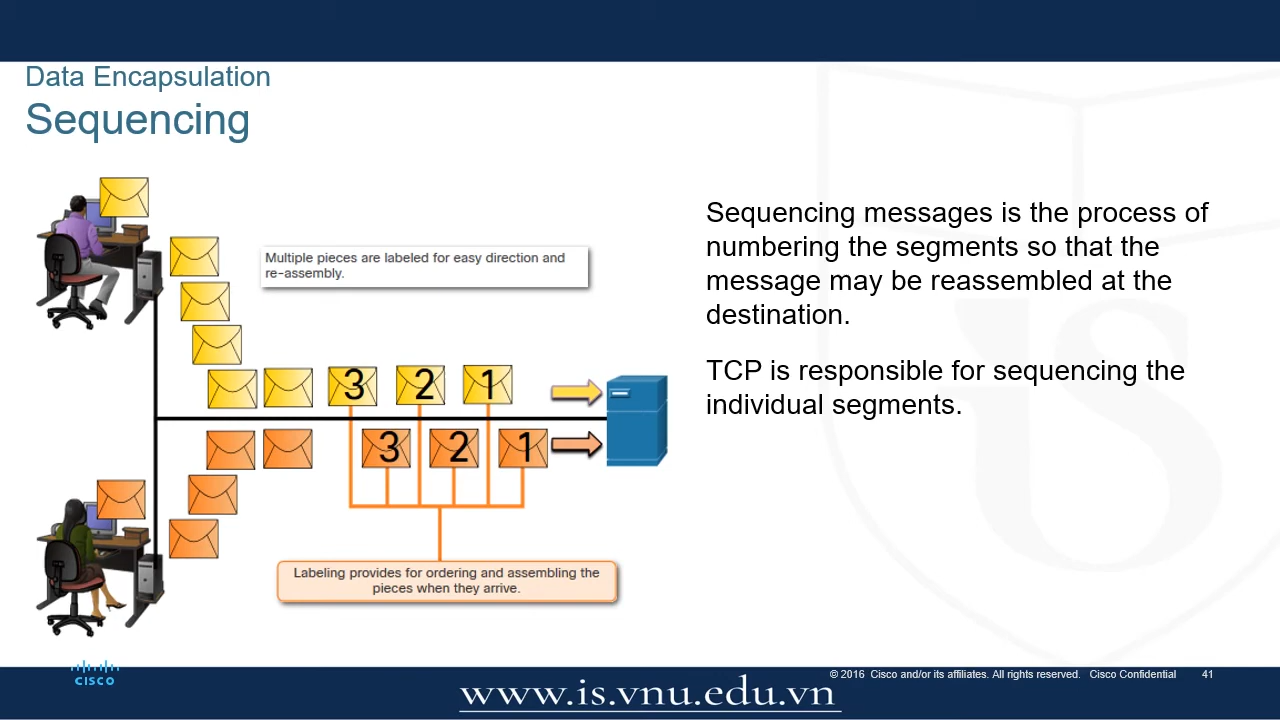 Data Encapsulation
Sequencing
Multiple pieces are labeled for easy direction and
re-assembly.
3 2 1
3 2 1
Labeling provides for ordering and assembling the
pieces when they arrive.
Sequencing messages is the process of
numbering the segments so that the
message may be reassembled at the
destination.
TCP is responsible for sequencing the
individual segments.
CISCO
© 2016 Cisco and/or its affiliates. All rights reserved. Cisco Confidential 41
www.is.vnu.edu.vn
is